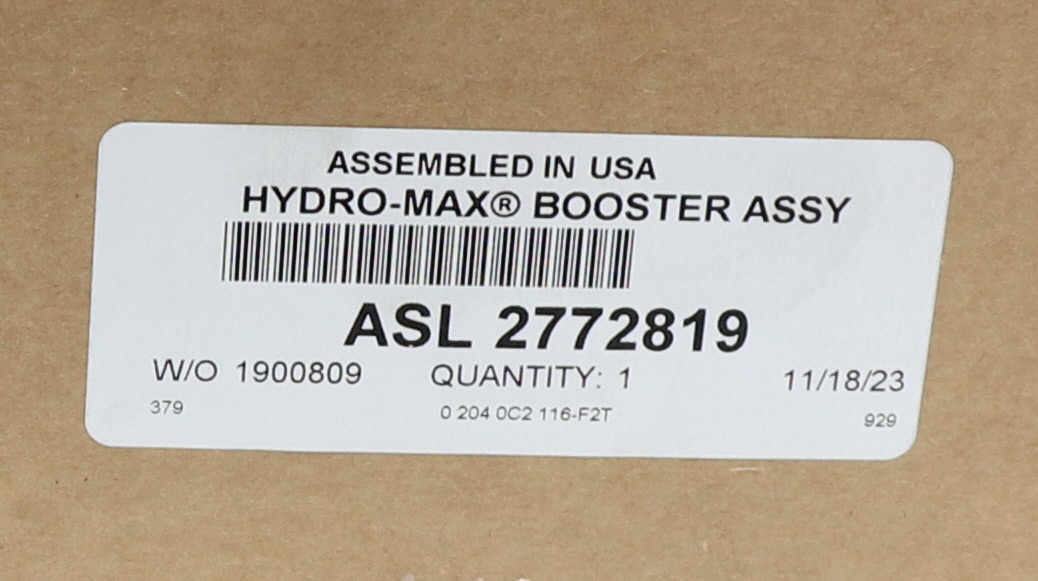 ASSEMBLED IN USA
HYDRO-MAX® BOOSTER ASSY
ASL 2772819
W/O 1900809 QUANTITY: 1 11/18/23
379 0 204 0C2 116-F2T 929